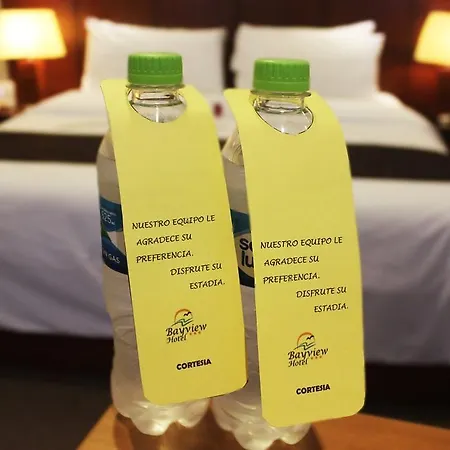 NUESTRO EQUIPO LE
AGRADECE SU
PREFERENCIA.
DISFRUTE SU
ESTADIA.
Bayview
Hotel
CORTESIA
NUESTRO EQUIPO LE
AGRADECE SU
PREFERENCIA.
DISFRUTE SU
ESTADIA.
Bayview
Hotel
CORTESIA
GAS